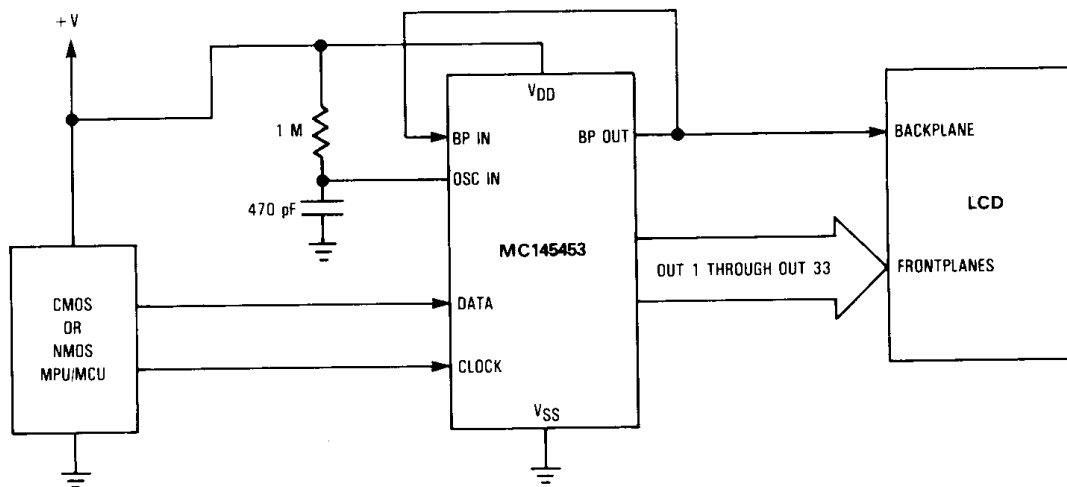 +V
VDD
1 M
BP IN
BP OUT
BACKPLANE
OSC IN
470 pF
LCD
MC145453
OUT 1 THROUGH OUT 33
FRONTPLANES
CMOS
OR
NMOS
MPU/MCU
DATA
CLOCK
VSS